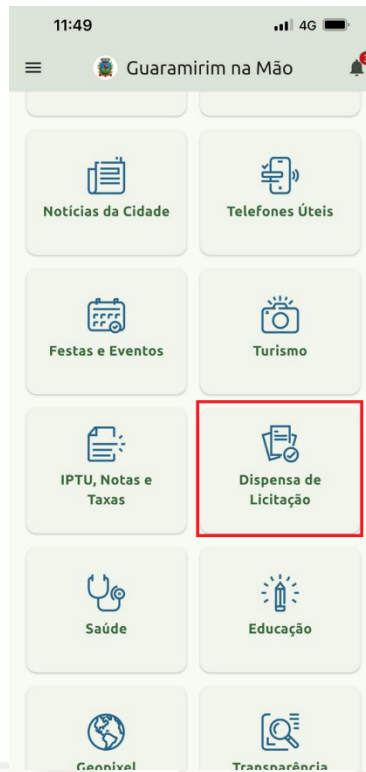 11:49
4G
Guaramirim na Mão
Notícias da Cidade
Telefones Úteis
Festas e Eventos
Turismo
IPTU, Notas e
Taxas
Dispensa de
Licitação
Saúde
Educação
Geopixel
Transparência